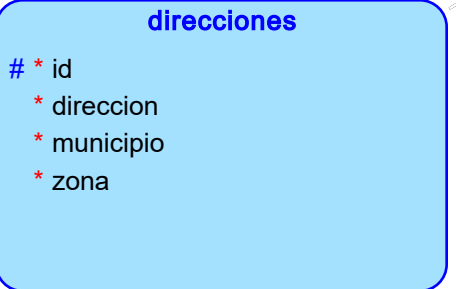 direcciones
# * id
* direccion
* municipio
* zona